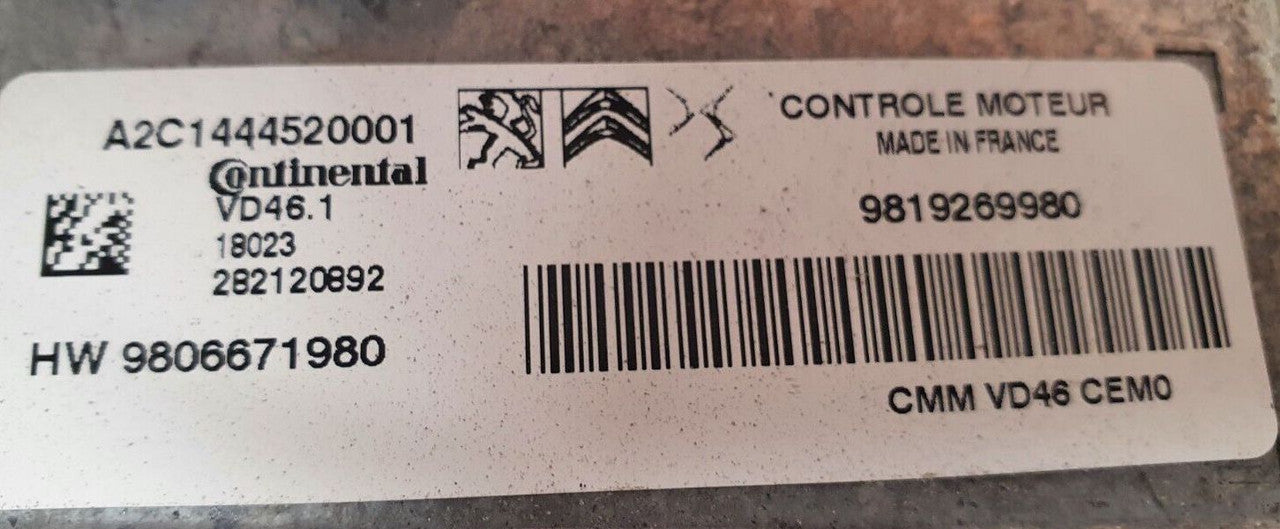 A2C1444520001
Continental
VD46.1
18023
282120892
HW 9806671980
CONTROLE MOTEUR
MADE IN FRANCE
9819269980
CMM VD46 CEM0